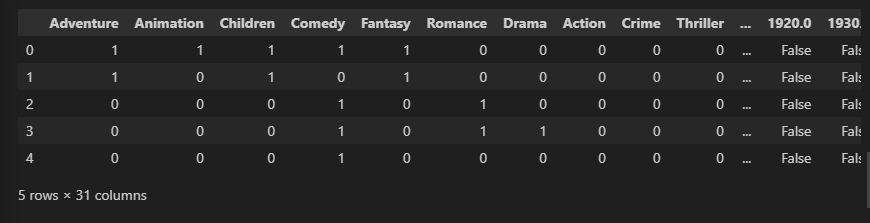 Adventure Animation Children Comedy Fantasy Romance Drama Action Crime Thriller ... 1920.0 1930.
0 1 1 1 1 1 0 0 0 0 0 ... False Fals
1 1 0 1 0 1 0 0 0 0 0 ... False Fals
2 0 0 0 1 0 1 0 0 0 0 ... False Fals
3 0 0 0 1 0 1 1 0 0 0 ... False Fals
4 0 0 0 1 0 0 0 0 0 0 ... False Fals
5 rows × 31 columns